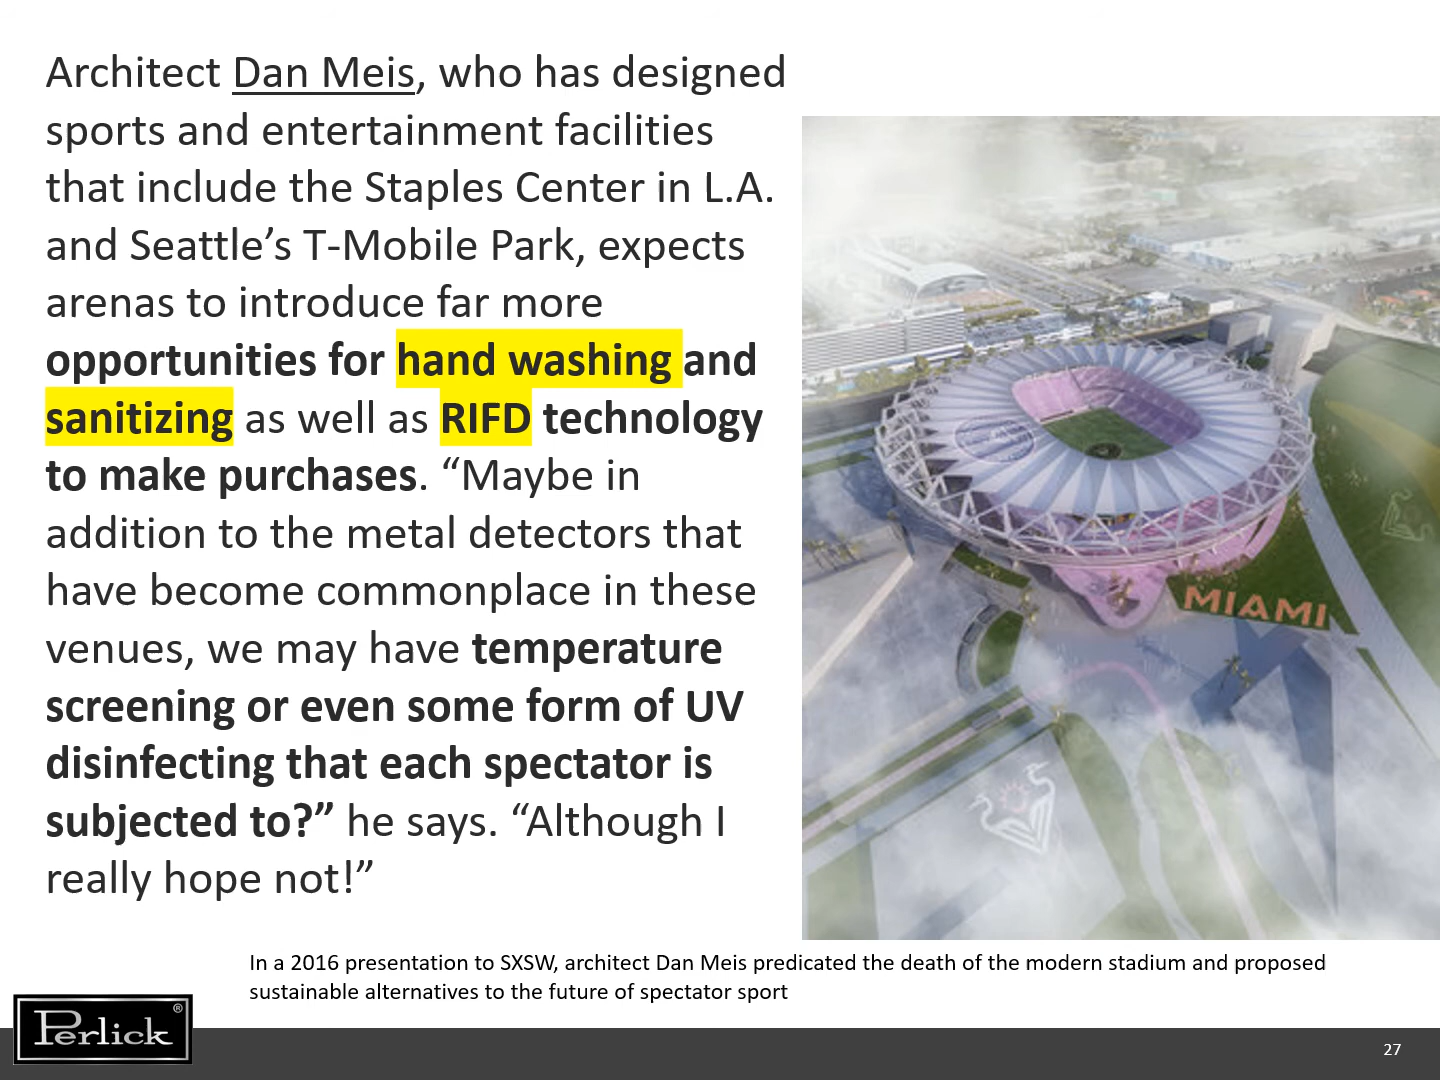 Architect Dan Meis, who has designed
sports and entertainment facilities
that include the Staples Center in L.A.
and Seattle’s T-Mobile Park, expects
arenas to introduce far more
opportunities for hand washing and
sanitizing as well as RIFD technology
to make purchases. “Maybe in
addition to the metal detectors that
have become commonplace in these
venues, we may have temperature
screening or even some form of UV
disinfecting that each spectator is
subjected to?” he says. “Although I
really hope not!”
MIAMI
In a 2016 presentation to SXSW, architect Dan Meis predicated the death of the modern stadium and proposed
sustainable alternatives to the future of spectator sport
Perlick®
27